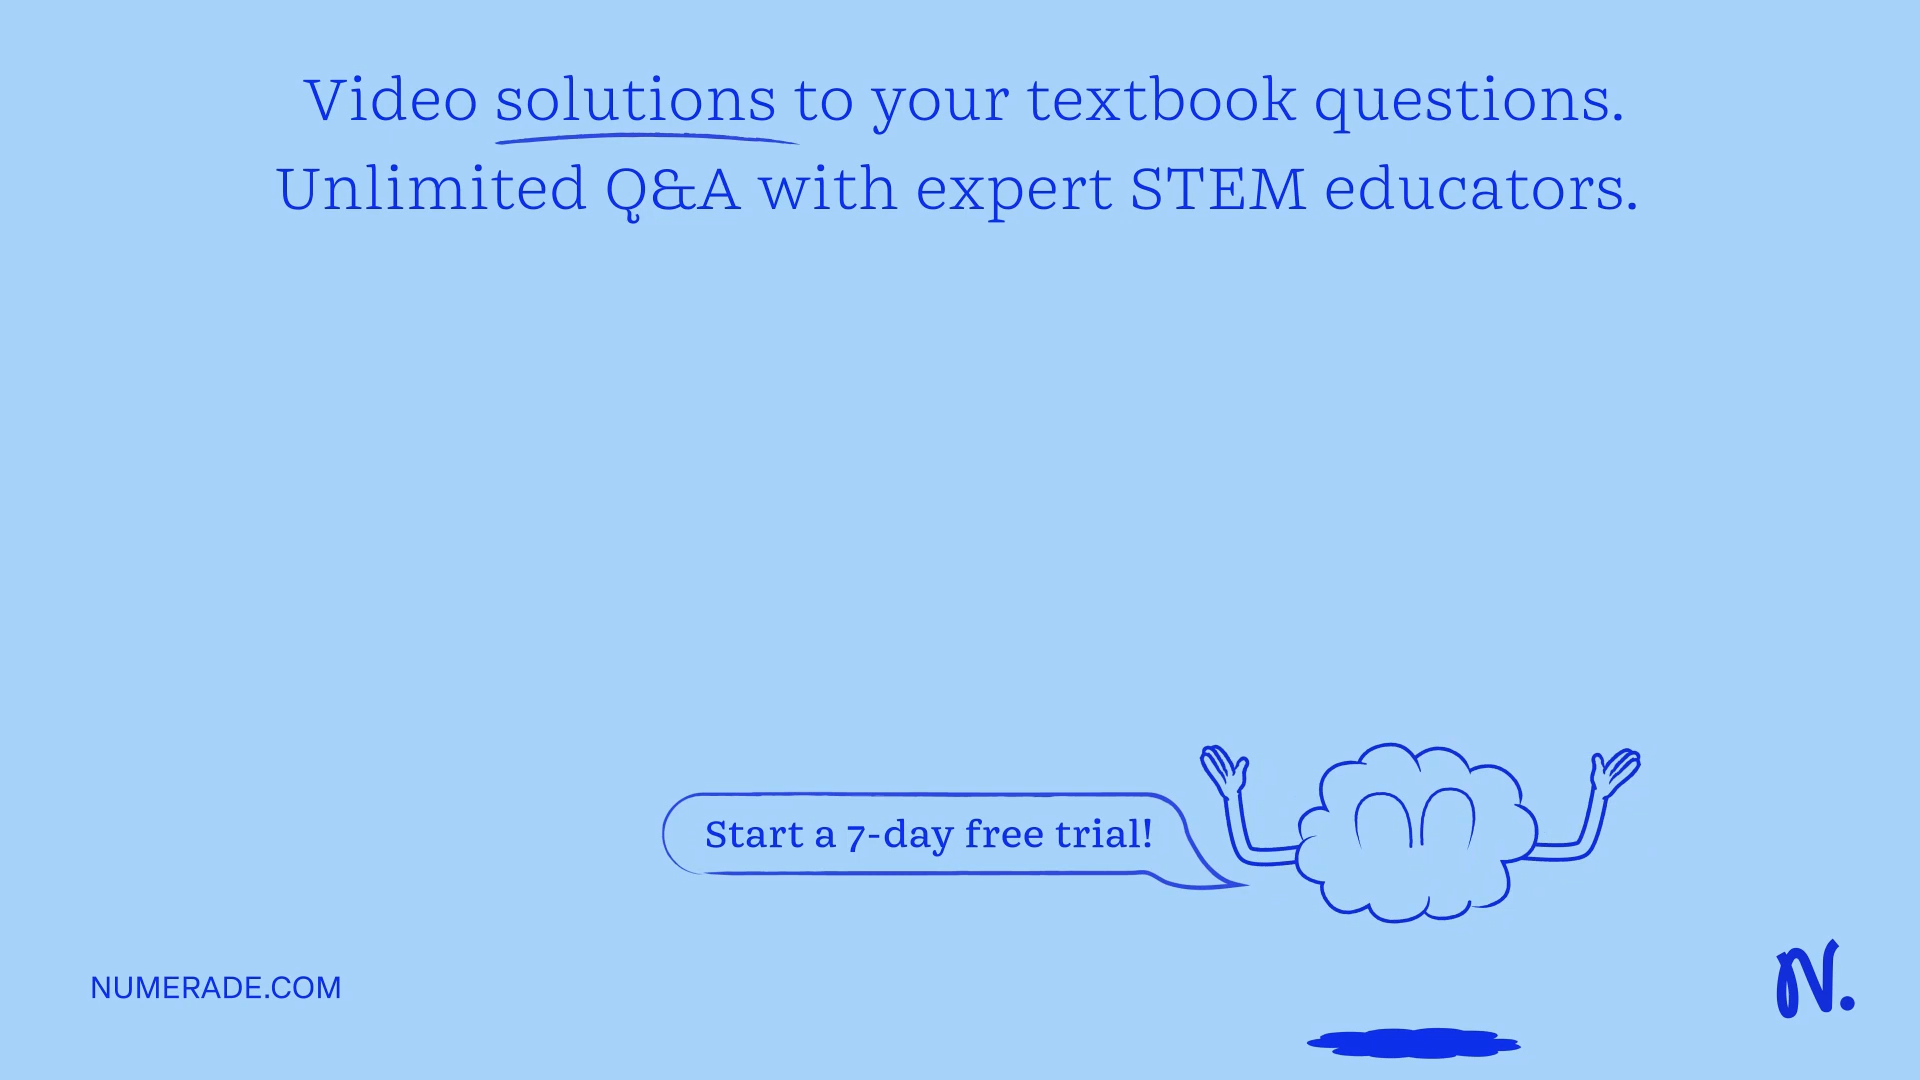 Video solutions to your textbook questions.
Unlimited Q&A with expert STEM educators.
Start a 7-day free trial!
NUMERADE.COM
N.